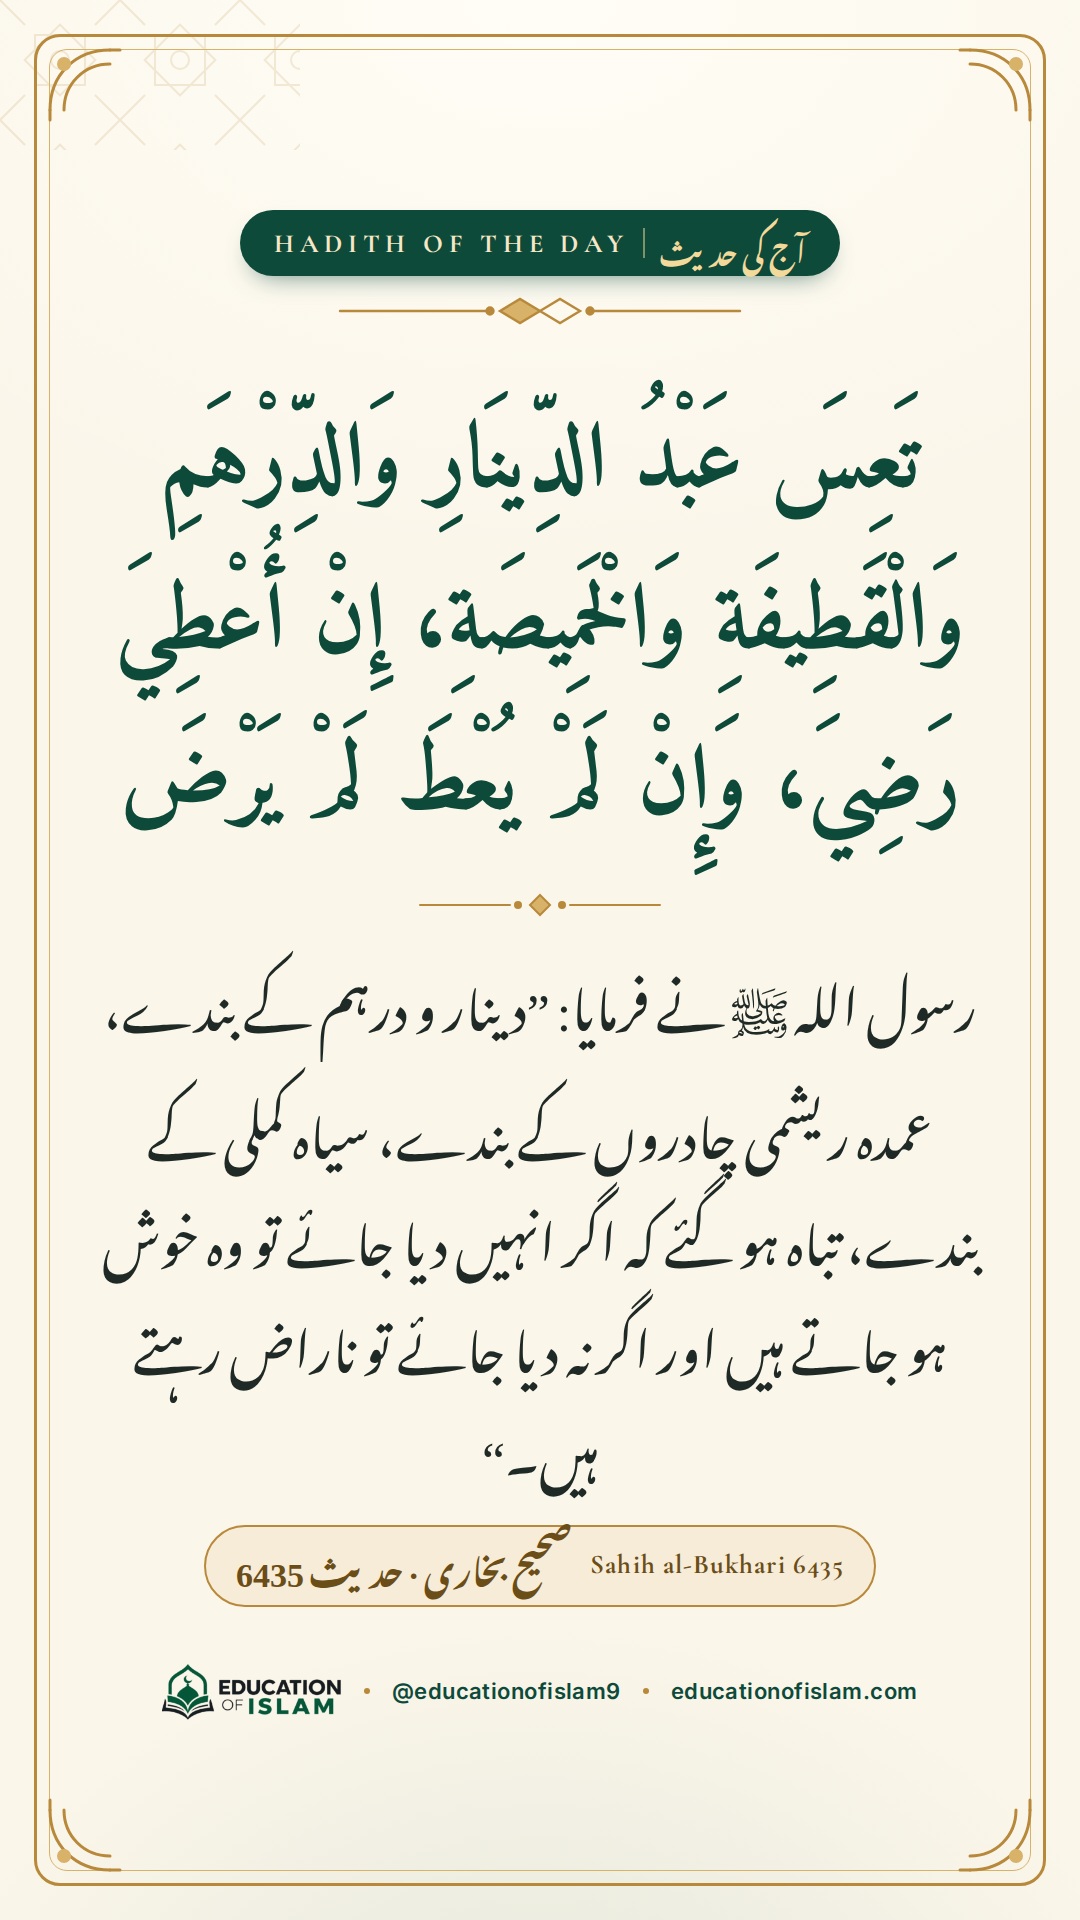 HADITH OF THE DAY | آج کی حدیث
تَعِسَ عَبْدُ الدِّينَارِ وَالدِّرْهَمِ
وَالْقَطِيفَةِ وَالْخَمِيصَةِ، إِنْ أُعْطِيَ
رَضِيَ، وَإِنْ لَمْ يُعْطَ لَمْ يَرْضَ
رسول اللہ ﷺ نے فرمایا: ”دینار و درہم کے بندے،
عمدہ ریشمی چادروں کے بندے، سیاہ کملی کے
بندے، تباہ ہو گئے کہ اگر انہیں دیا جائے تو وہ خوش
ہو جاتے ہیں اور اگر نہ دیا جائے تو ناراض رہتے
ہیں۔“
صحیح بخاری · حدیث 6435 Sahih al-Bukhari 6435
EDUCATION OF ISLAM • @educationofislam9 • educationofislam.com